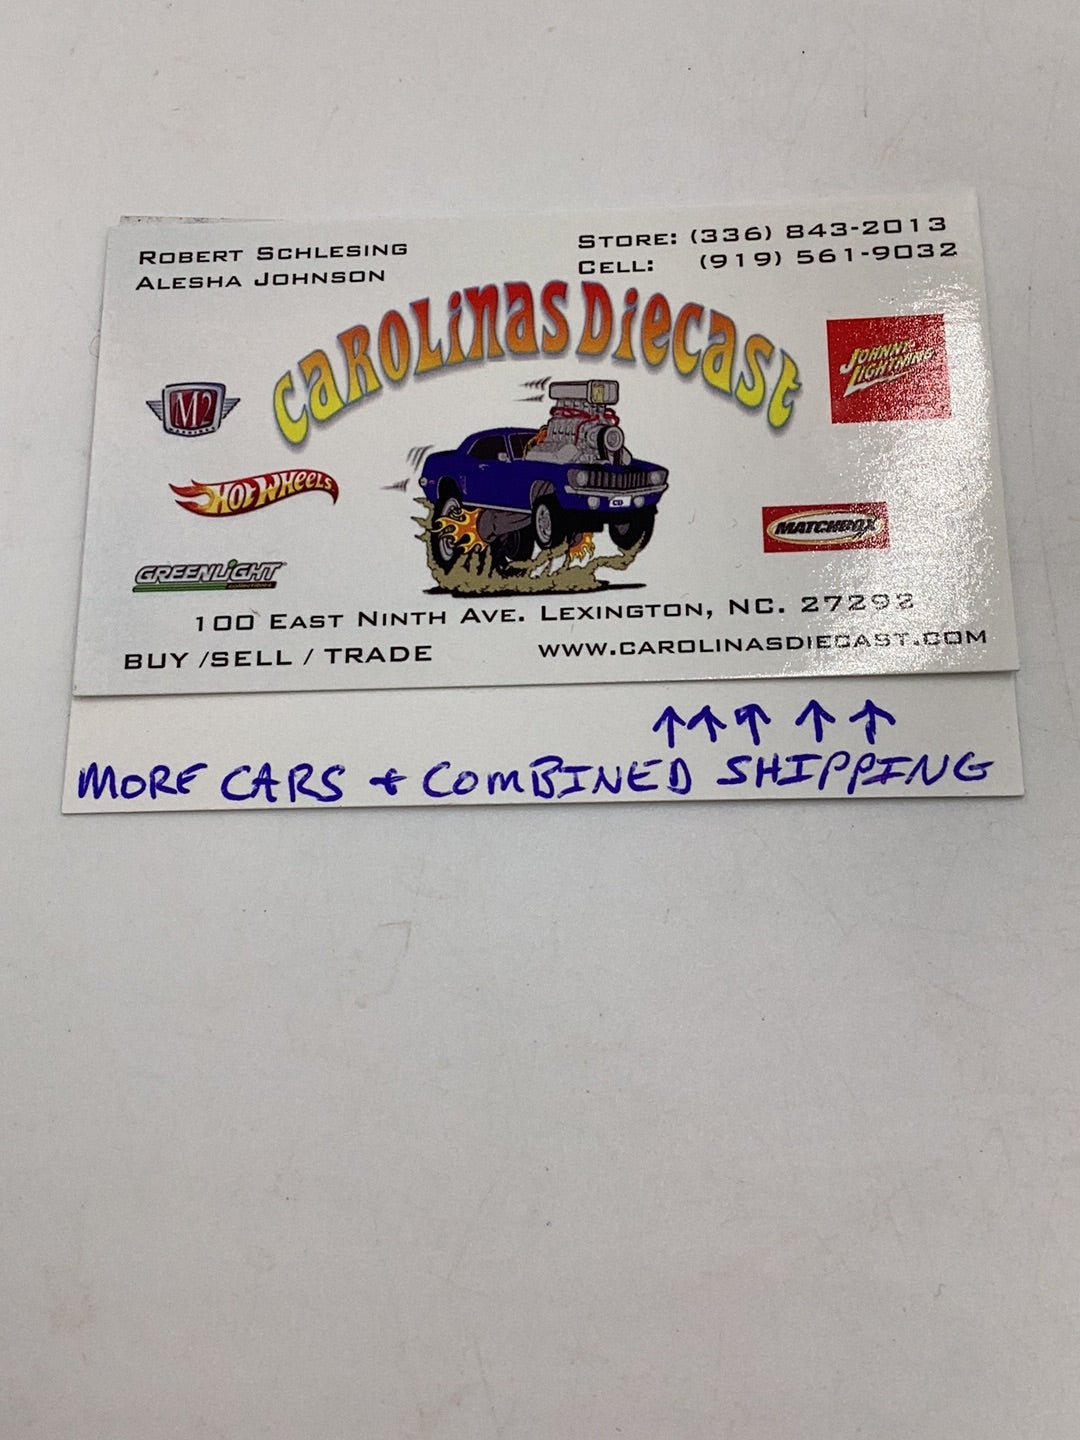 ROBERT SCHLESING
ALESHA JOHNSON
STORE: (336) 843-2013
CELL: (919) 561-9032
CAROLINAS DIECAST
M2
JOHNNY LIGHTNING
HOT WHEELS
MATCHBOX
GREENLIGHT
CD
100 EAST NINTH AVE. LEXINGTON, NC. 27292
BUY /SELL / TRADE
WWW.CAROLINASDIECAST.COM
↑↑↑ ↑ ↑
MORE CARS + COMBINED SHIPPING